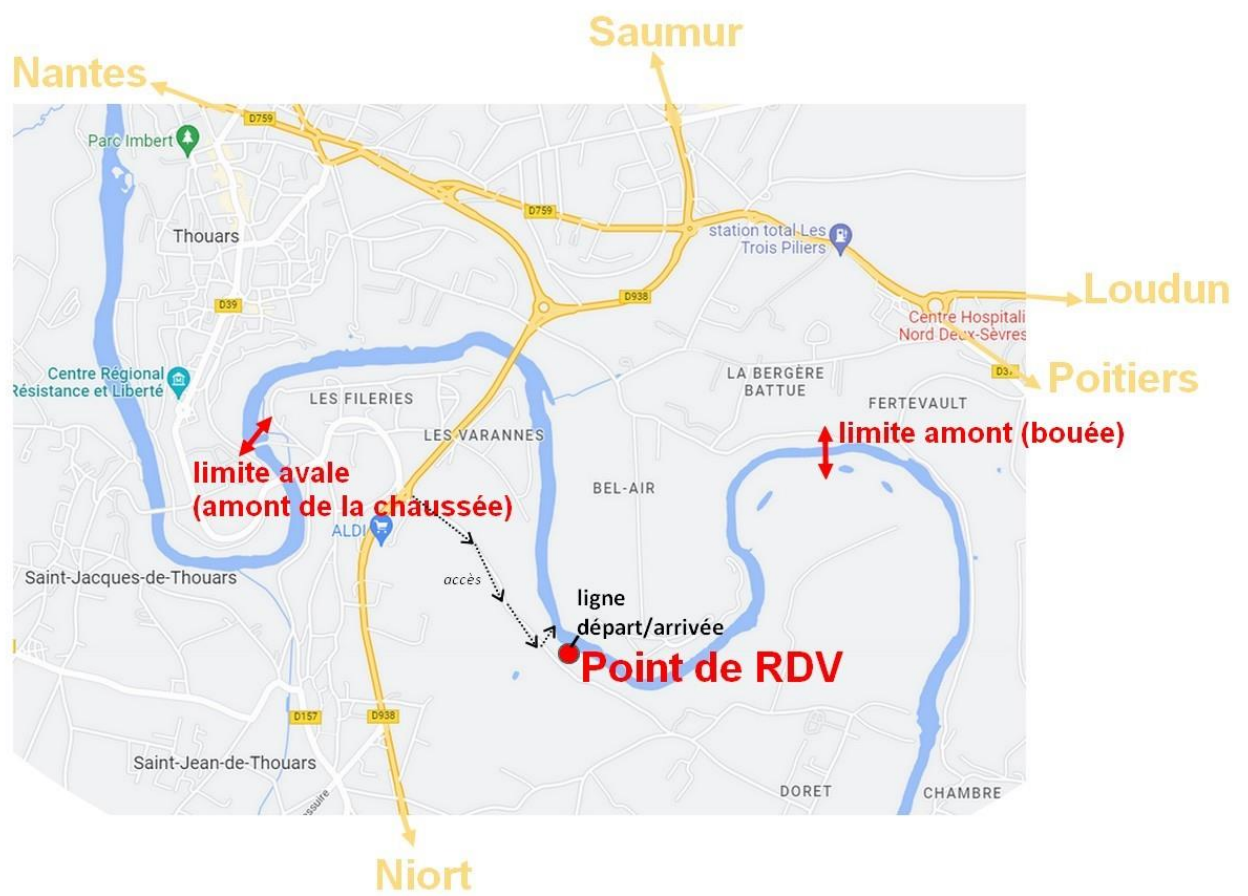 Saumur
Nantes
D759
Parc Imbert
D759
Thouars
station total Les
Trois Piliers
D39
D938
Loudun
Centre Hospitali
Nord Deux-Sèvres
Centre Régional
Résistance et Liberté
LA BERGÈRE
BATTUE
Poitiers
LES FILERIES
FERTEVAULT
LES VARANNES
limite amont (bouée)
limite avale
(amont de la chaussée)
BEL-AIR
ALDI
Saint-Jacques-de-Thouars
accès
ligne
départ/arrivée
Point de RDV
D157
D938
Saint-Jean-de-Thouars
DORET
CHAMBRE
Niort